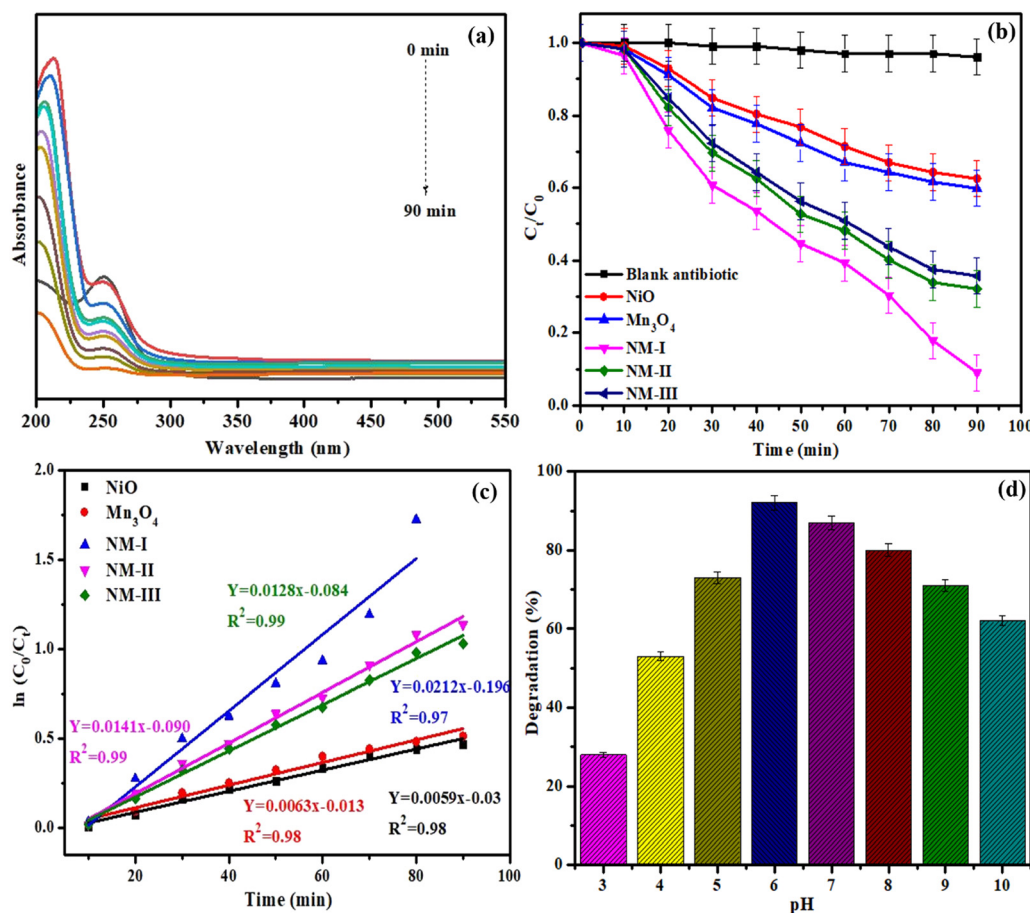 (a)
0 min
90 min
Absorbance
200 250 300 350 400 450 500 550
Wavelength (nm)
(b)
1.0
0.8
0.6
0.4
0.2
0.0
Cₜ/C₀
Blank antibiotic
NiO
Mn₃O₄
NM-I
NM-II
NM-III
0 10 20 30 40 50 60 70 80 90 100
Time (min)
(c)
2.0
1.5
1.0
0.5
0.0
ln (C₀/Cₜ)
NiO
Mn₃O₄
NM-I
NM-II
NM-III
Y=0.0128x-0.084
R²=0.99
Y=0.0212x-0.196
R²=0.97
Y=0.0141x-0.090
R²=0.99
Y=0.0063x-0.013
R²=0.98
Y=0.0059x-0.03
R²=0.98
20 40 60 80 100
Time (min)
(d)
100
80
60
40
20
0
Degradation (%)
3 4 5 6 7 8 9 10
pH